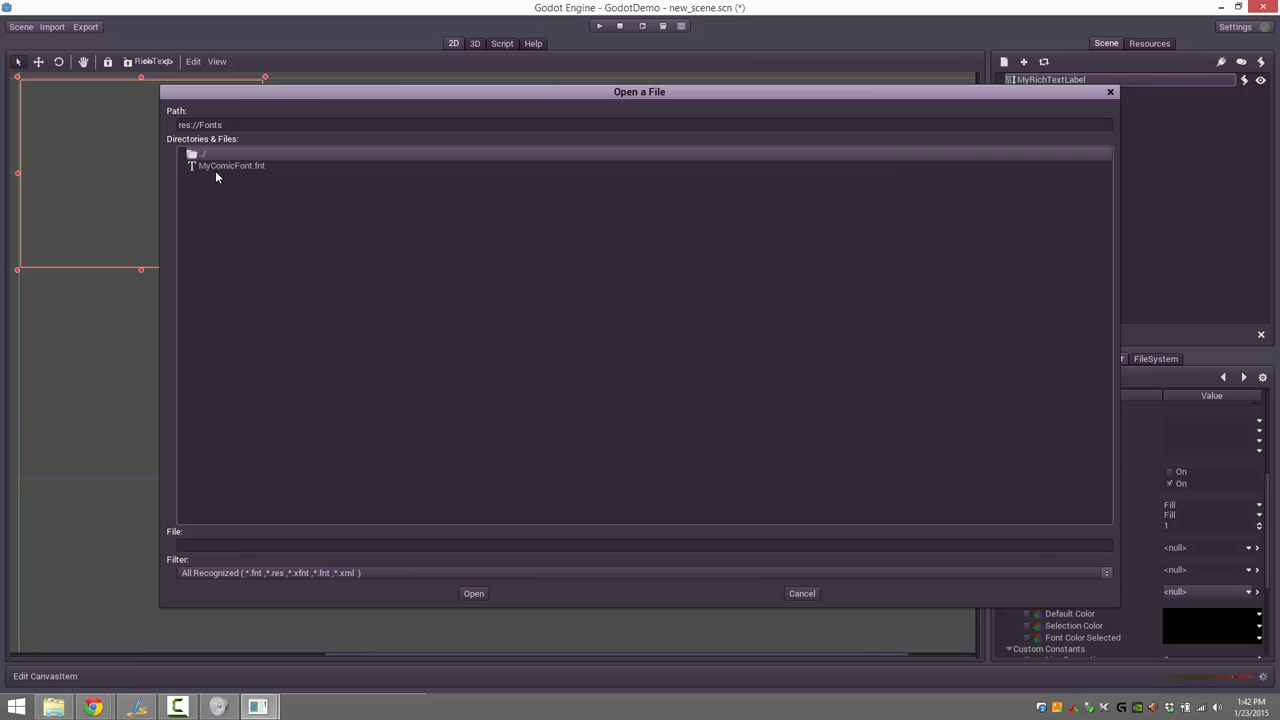 Godot Engine - GodotDemo - new_scene.scn (*)
Scene Import Export
Settings
2D 3D Script Help
Scene Resources
Edit View
MyRichTextLabel
Open a File
Path:
res://Fonts
Directories & Files:
../
MyComicFont.fnt
FileSystem
Value
On
On
Fill
Fill
1
File:
<null>
Filter:
<null>
All Recognized ( *.fnt ,*.res ,*.xfnt ,*.fnt ,*.xml )
Open Cancel
<null>
Default Color
Selection Color
Font Color Selected
Custom Constants
Edit CanvasItem
1:42 PM
1/23/2015